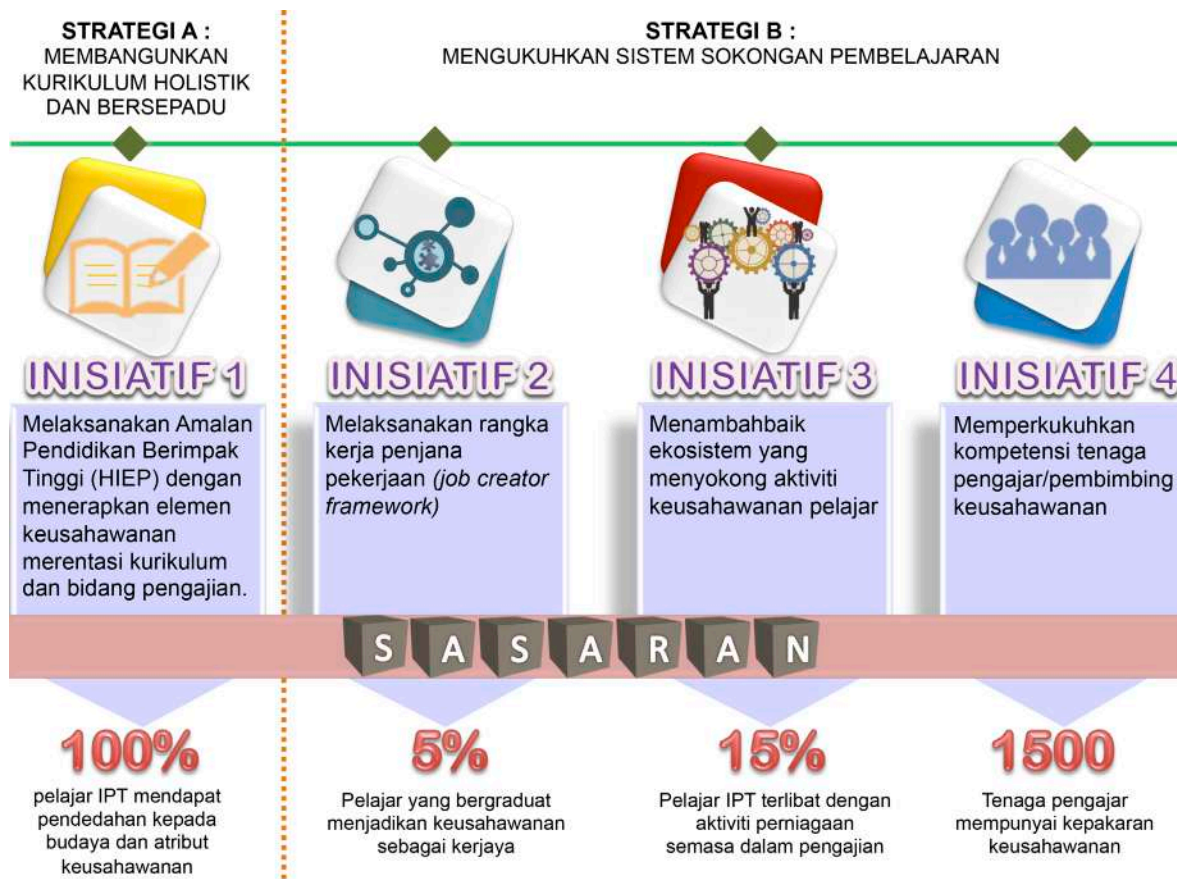 STRATEGI A :
MEMBANGUNKAN
KURIKULUM HOLISTIK
DAN BERSEPADU
STRATEGI B :
MENGUKUHKAN SISTEM SOKONGAN PEMBELAJARAN
INISIATIF 1
Melaksanakan Amalan
Pendidikan Berimpak
Tinggi (HIEP) dengan
menerapkan elemen
keusahawanan
merentasi kurikulum
dan bidang pengajian.
INISIATIF 2
Melaksanakan rangka
kerja penjana
pekerjaan (job creator
framework)
INISIATIF 3
Menambahbaik
ekosistem yang
menyokong aktiviti
keusahawanan pelajar
INISIATIF 4
Memperkukuhkan
kompetensi tenaga
pengajar/pembimbing
keusahawanan
SASARAN
100%
pelajar IPT mendapat
pendedahan kepada
budaya dan atribut
keusahawanan
5%
Pelajar yang bergraduat
menjadikan keusahawanan
sebagai kerjaya
15%
Pelajar IPT terlibat dengan
aktiviti perniagaan
semasa dalam pengajian
1500
Tenaga pengajar
mempunyai kepakaran
keusahawanan